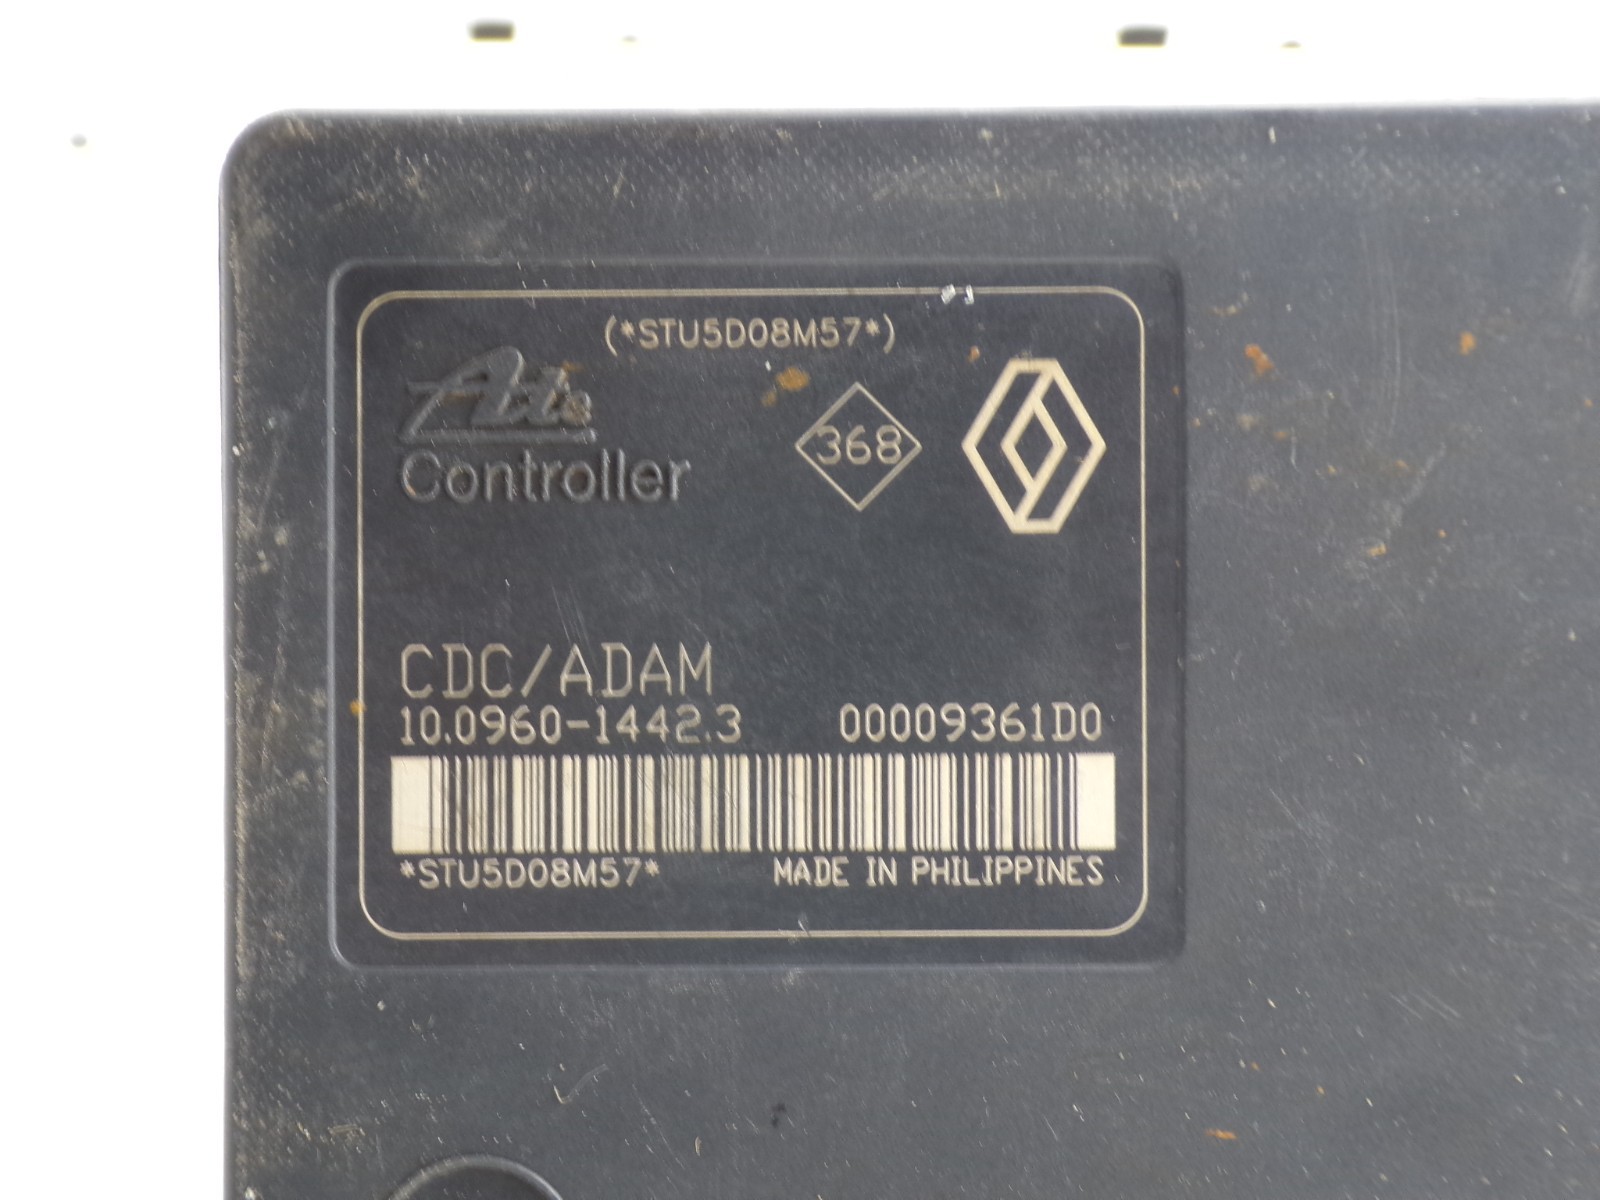 (*STU5D08M57*)
Ate
Controller
368
CDC/ADAM
10.0960-1442.3 00009361D0
*STU5D08M57* MADE IN PHILIPPINES